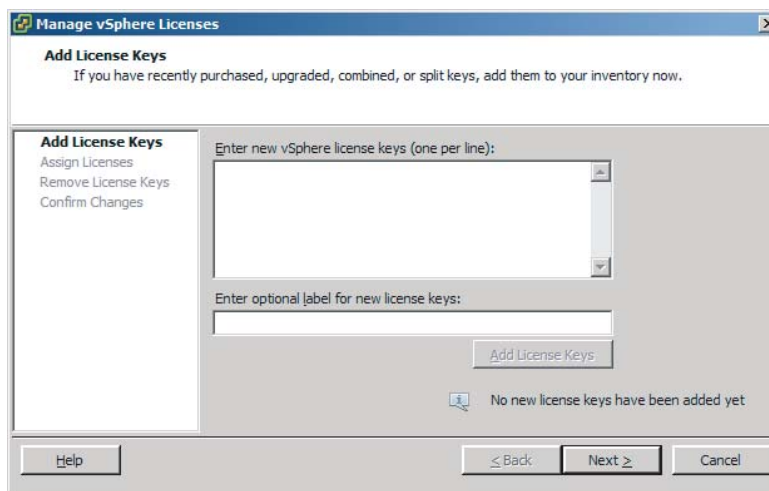 Manage vSphere Licenses
Add License Keys
If you have recently purchased, upgraded, combined, or split keys, add them to your inventory now.
Add License Keys
Assign Licenses
Remove License Keys
Confirm Changes
Enter new vSphere license keys (one per line):
Enter optional label for new license keys:
Add License Keys
No new license keys have been added yet
Help
< Back
Next >
Cancel